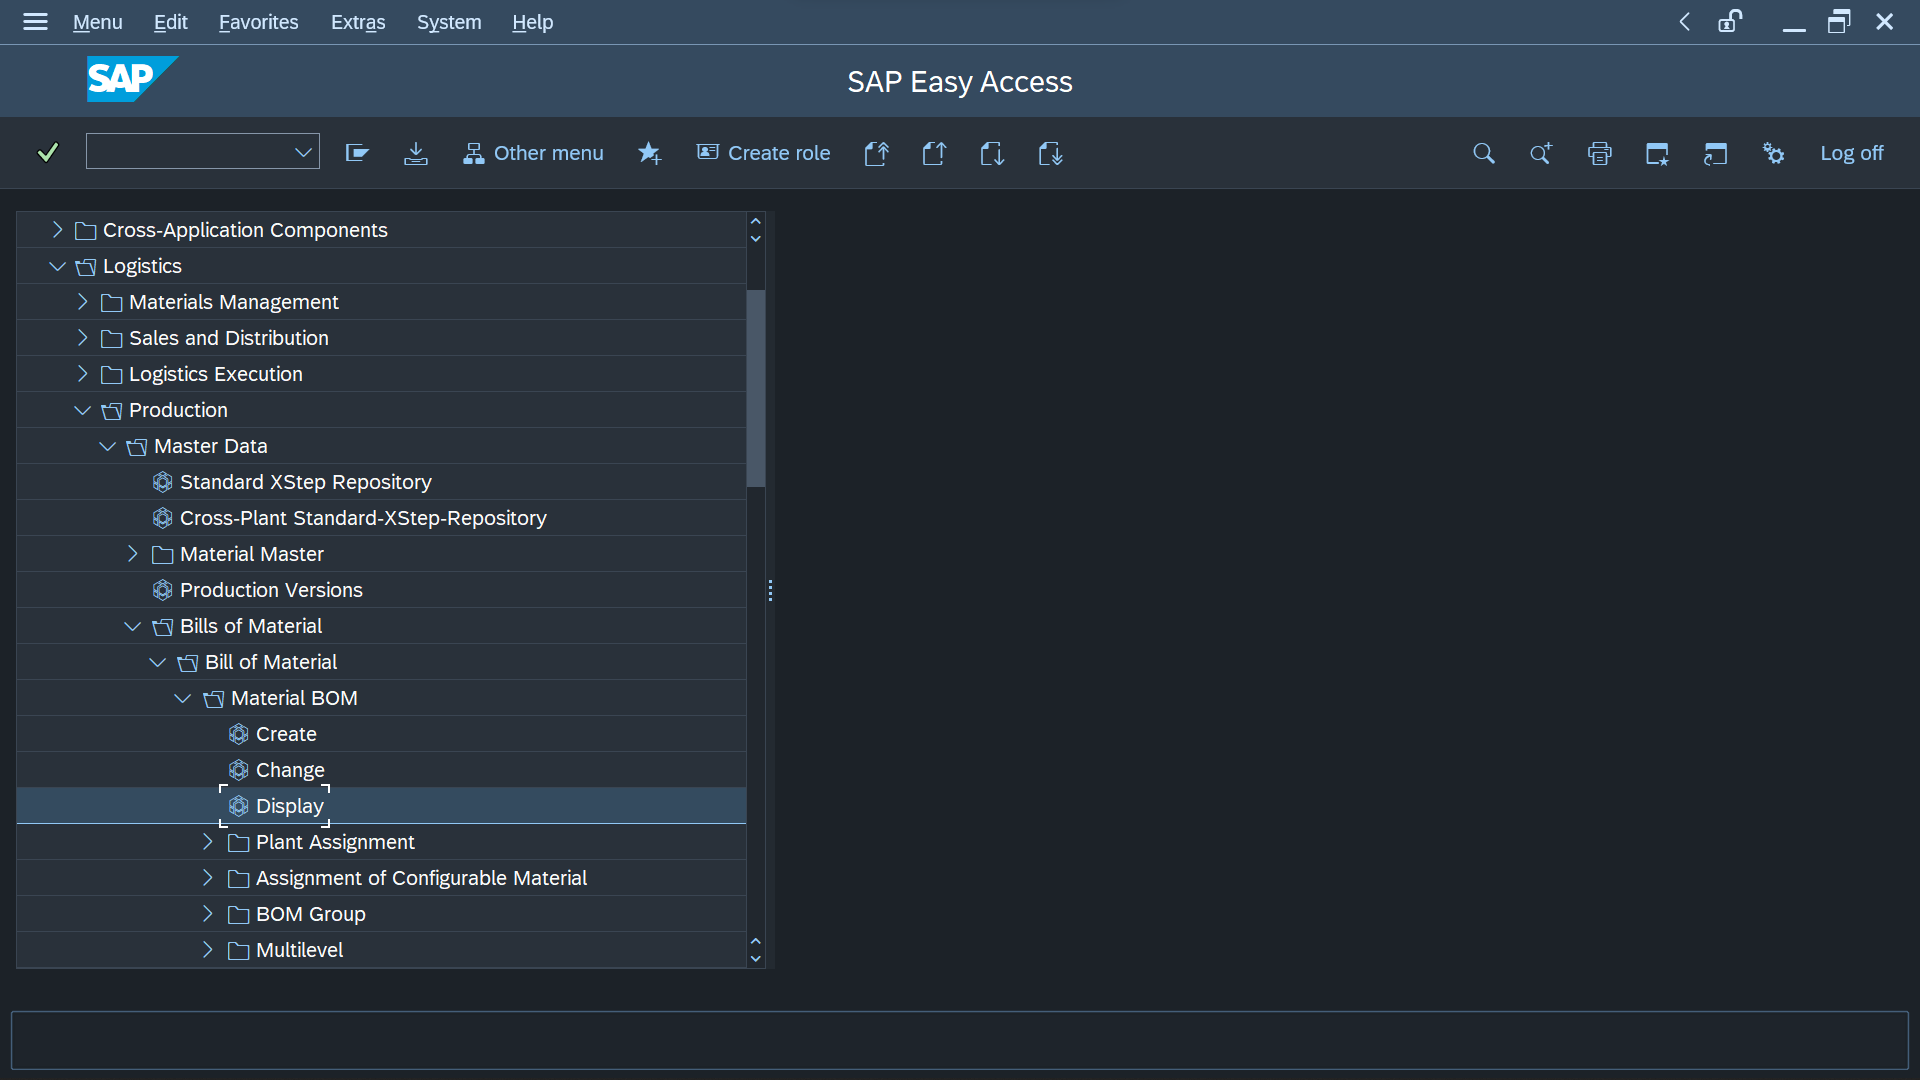 Menu Edit Favorites Extras System Help
SAP SAP Easy Access
Other menu Create role Log off
Cross-Application Components
Logistics
Materials Management
Sales and Distribution
Logistics Execution
Production
Master Data
Standard XStep Repository
Cross-Plant Standard-XStep-Repository
Material Master
Production Versions
Bills of Material
Bill of Material
Material BOM
Create
Change
Display
Plant Assignment
Assignment of Configurable Material
BOM Group
Multilevel